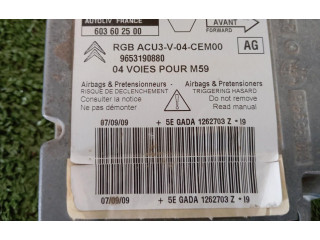 AUTOLIV FRANCE
603 60 25 00
AVANT
FORWARD
RGB ACU3-V-04-CEM00
AG
9653190880
04 VOIES POUR M59
Airbags & Pretensionneurs
RISQUE DE DECLENCHEMENT
Consulter la notice
Ne pas démonter
Airbags & Pretensioners
TRIGGERING HAZARD
Do not remove
Read manual
07/09/09 + 5E GADA 1262703 Z * I9
07/09/09 + 5E GADA 1262703 Z * I9